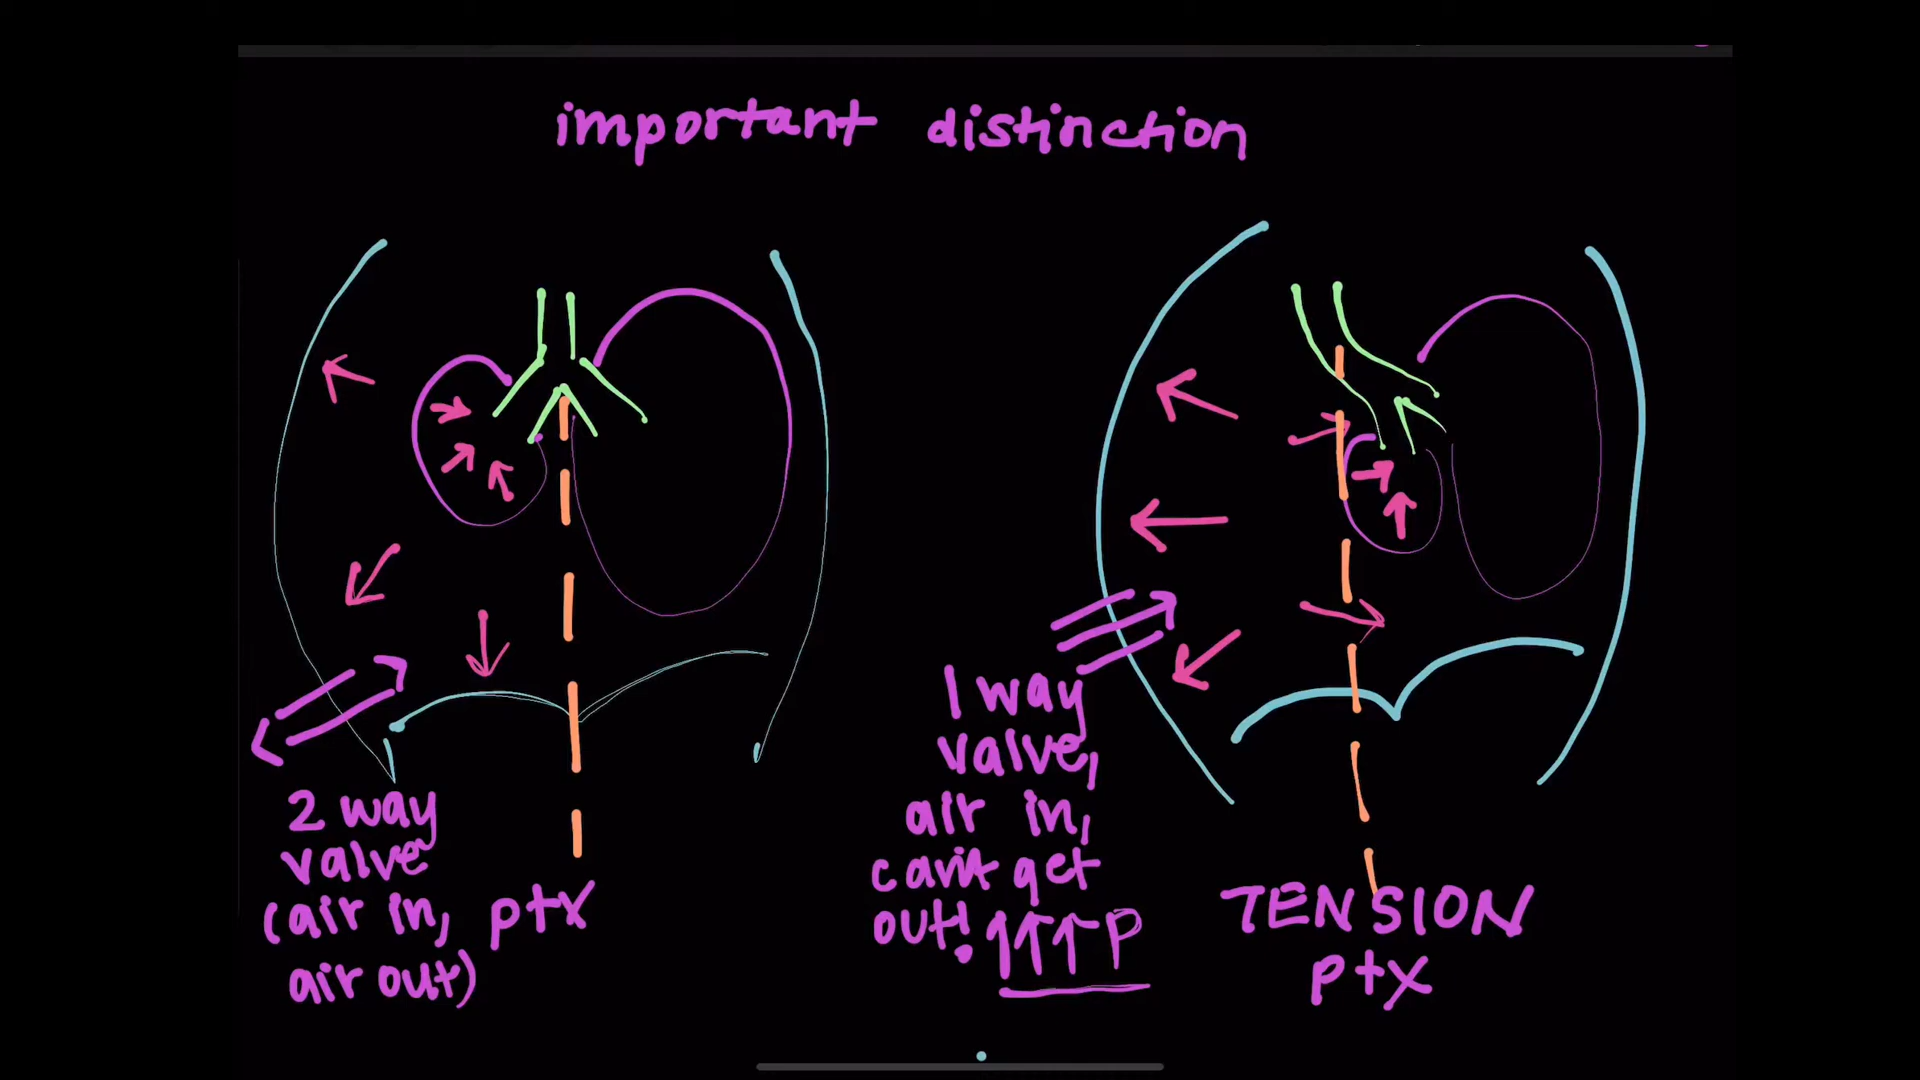 important distinction
2 way
valve
(air in,
air out)
ptx
1 way
valve,
air in,
can't get
out! ↑↑↑P
TENSION
ptx